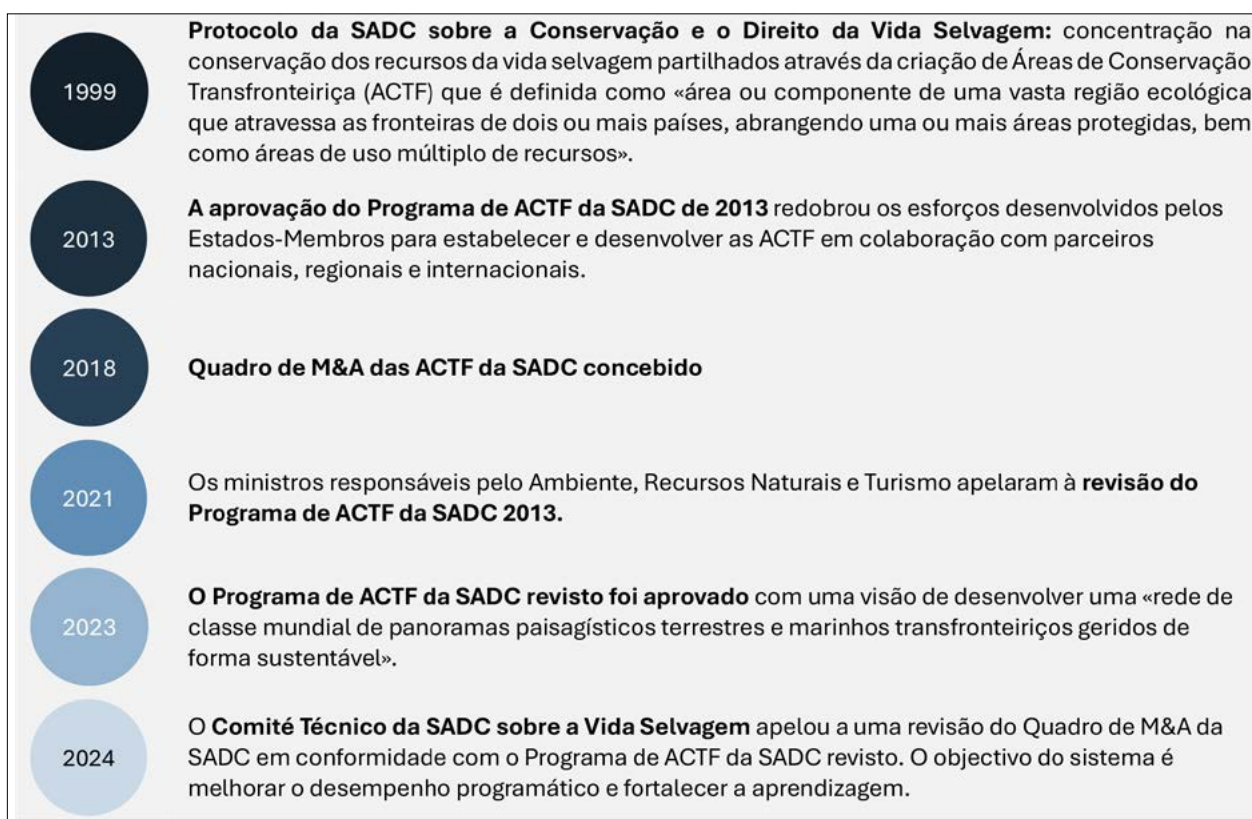 1999
Protocolo da SADC sobre a Conservação e o Direito da Vida Selvagem: concentração na
conservação dos recursos da vida selvagem partilhados através da criação de Áreas de Conservação
Transfronteiriça (ACTF) que é definida como «área ou componente de uma vasta região ecológica
que atravessa as fronteiras de dois ou mais países, abrangendo uma ou mais áreas protegidas, bem
como áreas de uso múltiplo de recursos».
2013
A aprovação do Programa de ACTF da SADC de 2013 redobrou os esforços desenvolvidos pelos
Estados-Membros para estabelecer e desenvolver as ACTF em colaboração com parceiros
nacionais, regionais e internacionais.
2018
Quadro de M&A das ACTF da SADC concebido
2021
Os ministros responsáveis pelo Ambiente, Recursos Naturais e Turismo apelaram à revisão do
Programa de ACTF da SADC 2013.
2023
O Programa de ACTF da SADC revisto foi aprovado com uma visão de desenvolver uma «rede de
classe mundial de panoramas paisagísticos terrestres e marinhos transfronteiriços geridos de
forma sustentável».
2024
O Comité Técnico da SADC sobre a Vida Selvagem apelou a uma revisão do Quadro de M&A da
SADC em conformidade com o Programa de ACTF da SADC revisto. O objectivo do sistema é
melhorar o desempenho programático e fortalecer a aprendizagem.